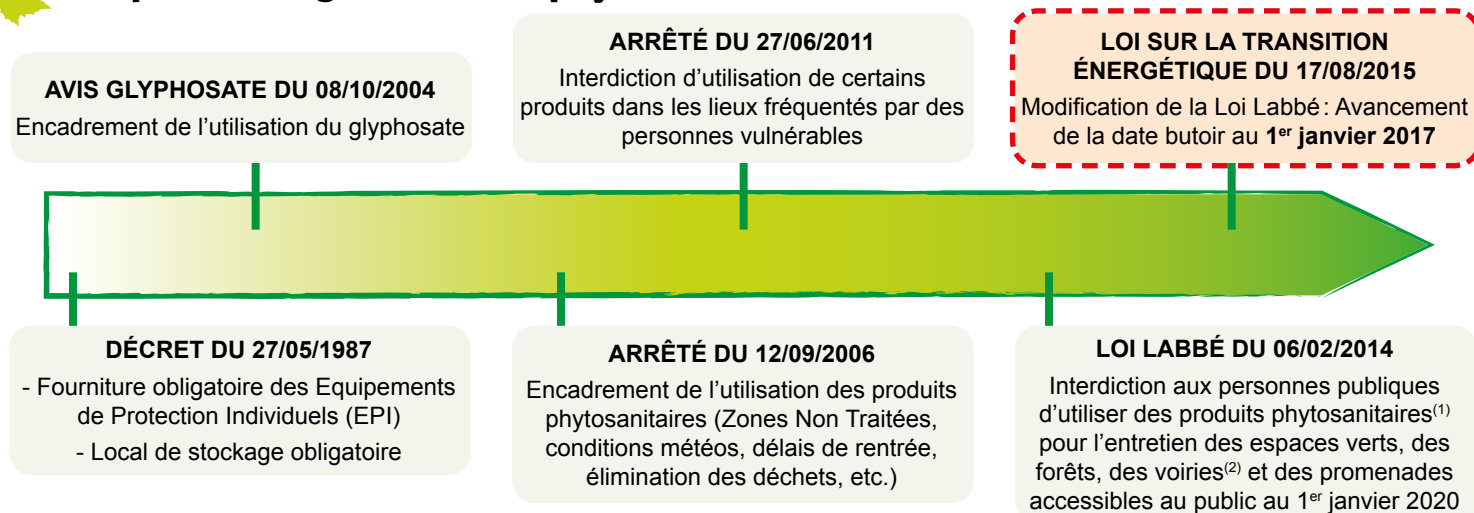 AVIS GLYPHOSATE DU 08/10/2004
Encadrement de l’utilisation du glyphosate
ARRÊTÉ DU 27/06/2011
Interdiction d’utilisation de certains
produits dans les lieux fréquentés par des
personnes vulnérables
LOI SUR LA TRANSITION
ÉNERGÉTIQUE DU 17/08/2015
Modification de la Loi Labbé : Avancement
de la date butoir au 1er janvier 2017
DÉCRET DU 27/05/1987
- Fourniture obligatoire des Equipements
de Protection Individuels (EPI)
- Local de stockage obligatoire
ARRÊTÉ DU 12/09/2006
Encadrement de l’utilisation des produits
phytosanitaires (Zones Non Traitées,
conditions météos, délais de rentrée,
élimination des déchets, etc.)
LOI LABBÉ DU 06/02/2014
Interdiction aux personnes publiques
d’utiliser des produits phytosanitaires(1)
pour l’entretien des espaces verts, des
forêts, des voiries(2) et des promenades
accessibles au public au 1er janvier 2020